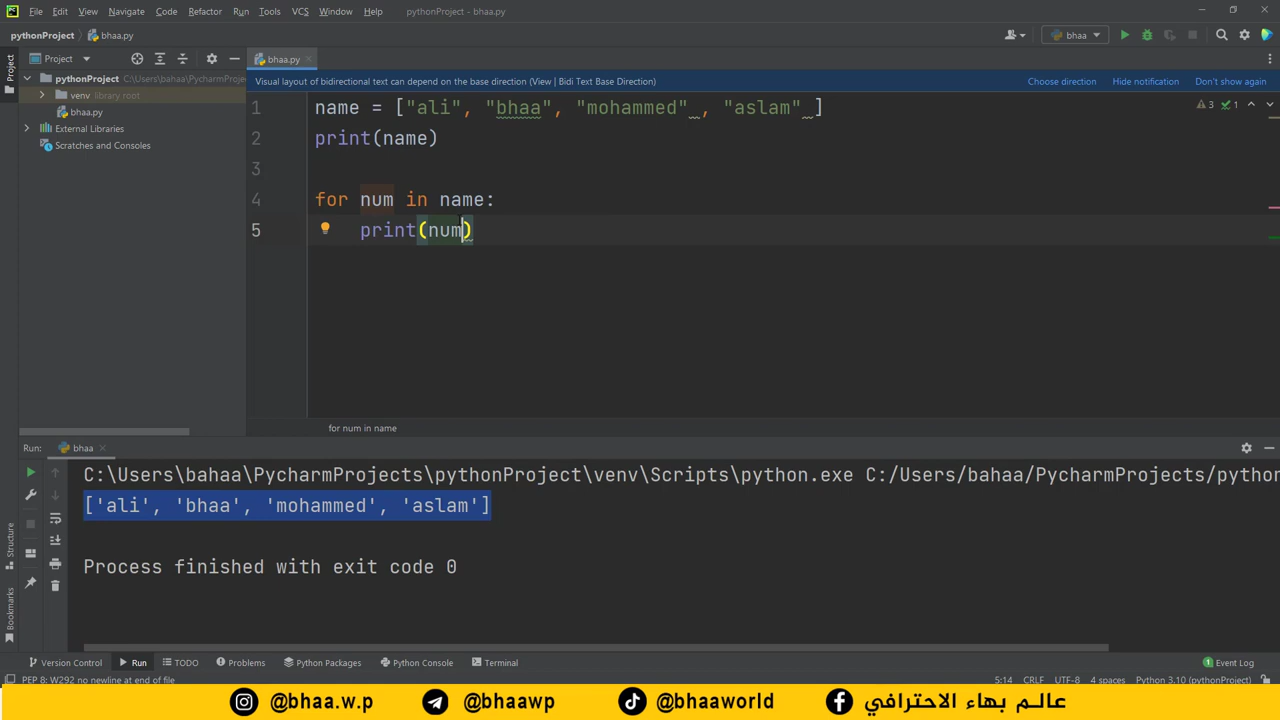 File Edit View Navigate Code Refactor Run Tools VCS Window Help pythonProject - bhaa.py
pythonProject bhaa.py bhaa
Project bhaa.py
Visual layout of bidirectional text can depend on the base direction (View | Bidi Text Base Direction) Choose direction Hide notification Don't show again
pythonProject C:\Users\bahaa\PycharmProje
venv library root
bhaa.py
External Libraries
Scratches and Consoles
Project
Structure
Bookmarks
1 name = ["ali", "bhaa", "mohammed" , "aslam" ]
2 print(name)
3
4 for num in name:
5 print(num)
3 1
for num in name
Run: bhaa
C:\Users\bahaa\PycharmProjects\pythonProject\venv\Scripts\python.exe C:/Users/bahaa/PycharmProjects/python
['ali', 'bhaa', 'mohammed', 'aslam']
Process finished with exit code 0
Version Control Run TODO Problems Python Packages Python Console Terminal 1 Event Log
PEP 8: W292 no newline at end of file 5:14 CRLF UTF-8 4 spaces Python 3.10 (pythonProject)
@bhaa.w.p @bhaawp @bhaaworld عالم بهاء الاحترافي